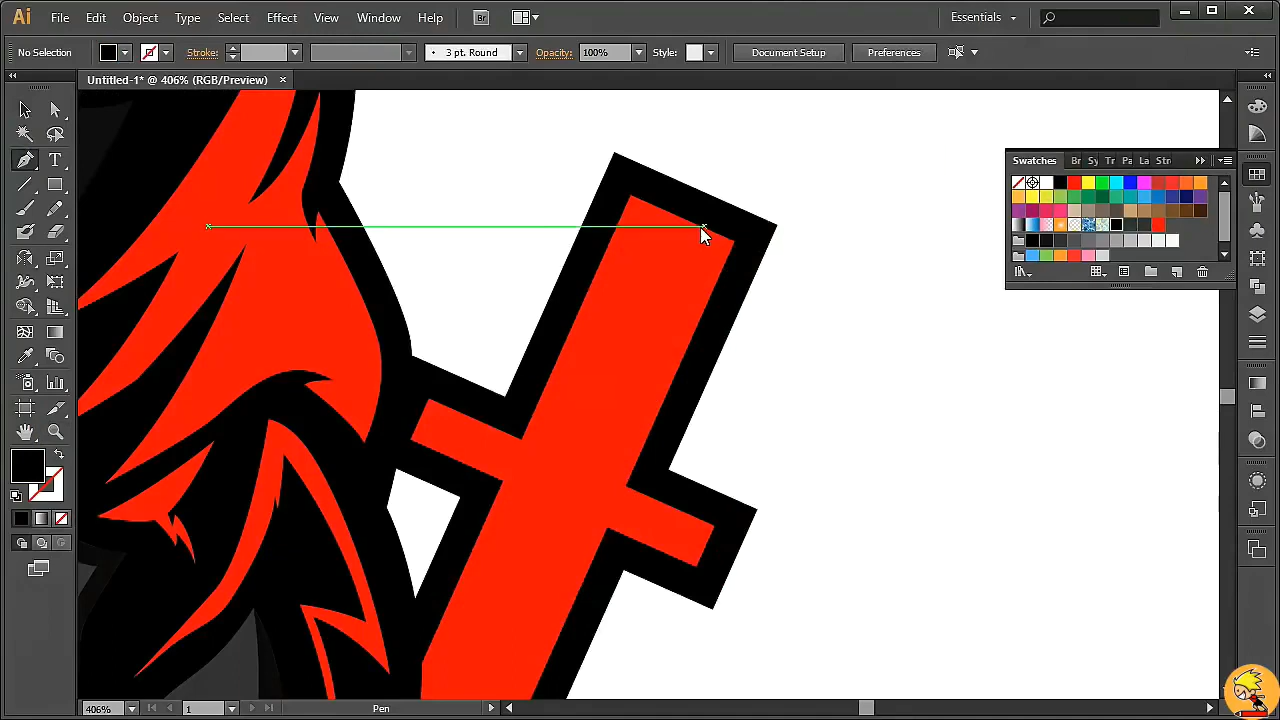 Ai File Edit Object Type Select Effect View Window Help Br Essentials
No Selection Stroke: 3 pt. Round Opacity: 100% Style: Document Setup Preferences
Untitled-1* @ 406% (RGB/Preview)
Swatches Br Sy Tr Pa La Stro
406% 1 Pen